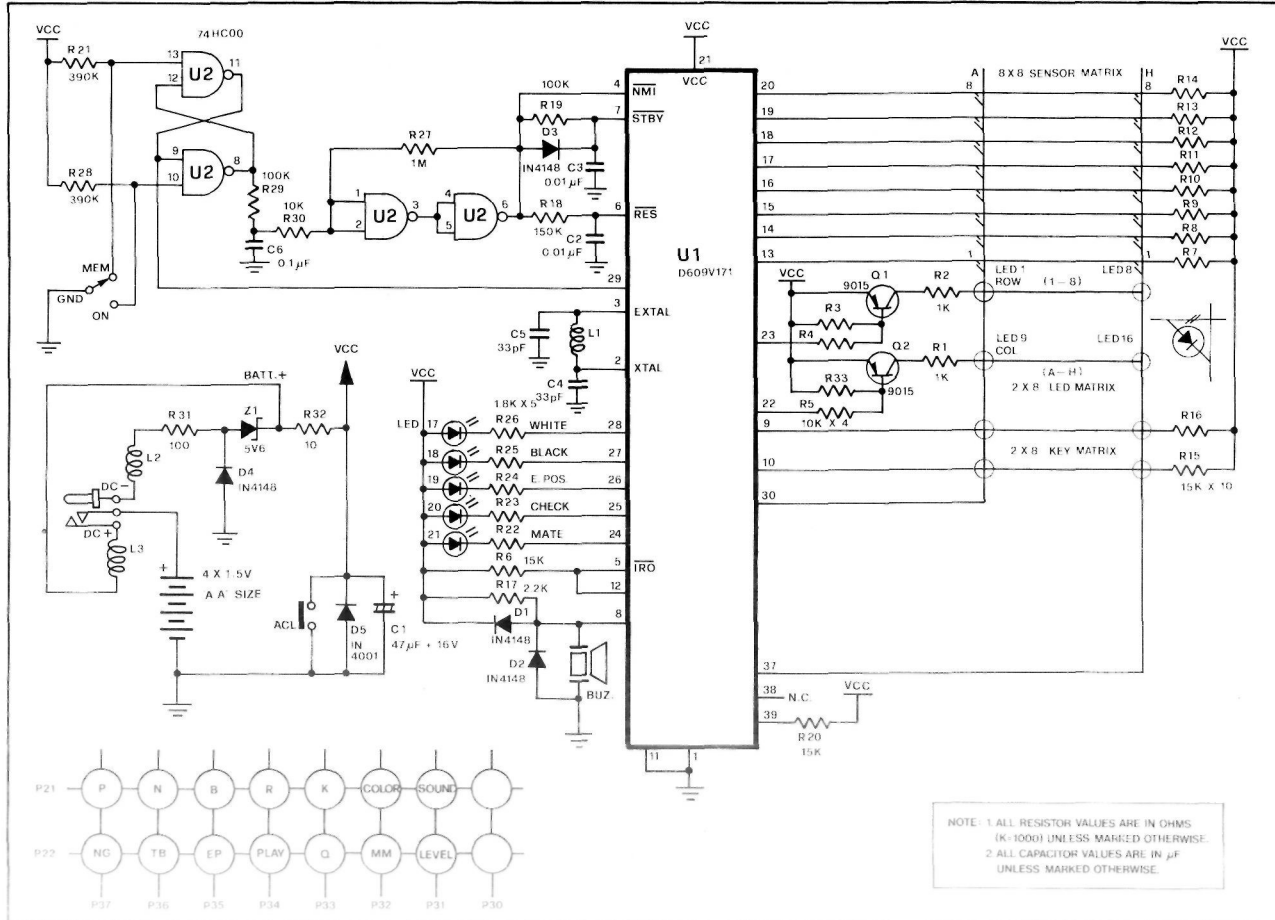 VCC
R21
390K
74HC00
13
12
U2
11
R28
390K
9
10
U2
8
100K
R29
10K
R30
C6
0.1µF
R27
1M
1
2
U2
3
4
5
U2
6
100K
R19
D3
IN4148
C3
0.01µF
R18
150K
C2
0.01µF
MEM
GND
ON
VCC
21
VCC
4 NMI
7 STBY
6 RES
29
3 EXTAL
2 XTAL
C5
33pF
L1
C4
33pF
U1
D609V171
20
19
18
17
16
15
14
13
A
8 X 8 SENSOR MATRIX
H
8
8
1
1
VCC
R14
R13
R12
R11
R10
R9
R8
R7
VCC
9015
Q1
R2
1K
R3
R4
23
LED 1
ROW
(1–8)
LED 8
Q2
R1
1K
R33
9015
22
R5
10K X 4
LED 9
COL
LED 16
(A–H)
2 X 8 LED MATRIX
9
R16
2 X 8 KEY MATRIX
10
R15
15K X 10
30
37
38
N.C.
39
R20
15K
VCC
BATT.+
VCC
R31
100
Z1
5V6
R32
10
L2
D4
IN4148
DC –
DC +
L3
4 X 1.5V
A A' SIZE
+
ACL
D5
IN
4001
+
C1
47µF + 16V
VCC
1.8K X 5
LED 17
R26
WHITE
28
18
R25
BLACK
27
19
R24
E. POS
26
20
R23
CHECK
25
21
R22
MATE
24
R6
15K
5 IRO
R17
2.2K
12
D1
IN4148
8
D2
IN4148
BUZ.
11
1
P21
P
N
B
R
K
COLOR
SOUND
P22
NG
TB
EP
PLAY
Q
MM
LEVEL
P37
P36
P35
P34
P33
P32
P31
P30
NOTE: 1 ALL RESISTOR VALUES ARE IN OHMS
(K=1000) UNLESS MARKED OTHERWISE.
2 ALL CAPACITOR VALUES ARE IN µF
UNLESS MARKED OTHERWISE.